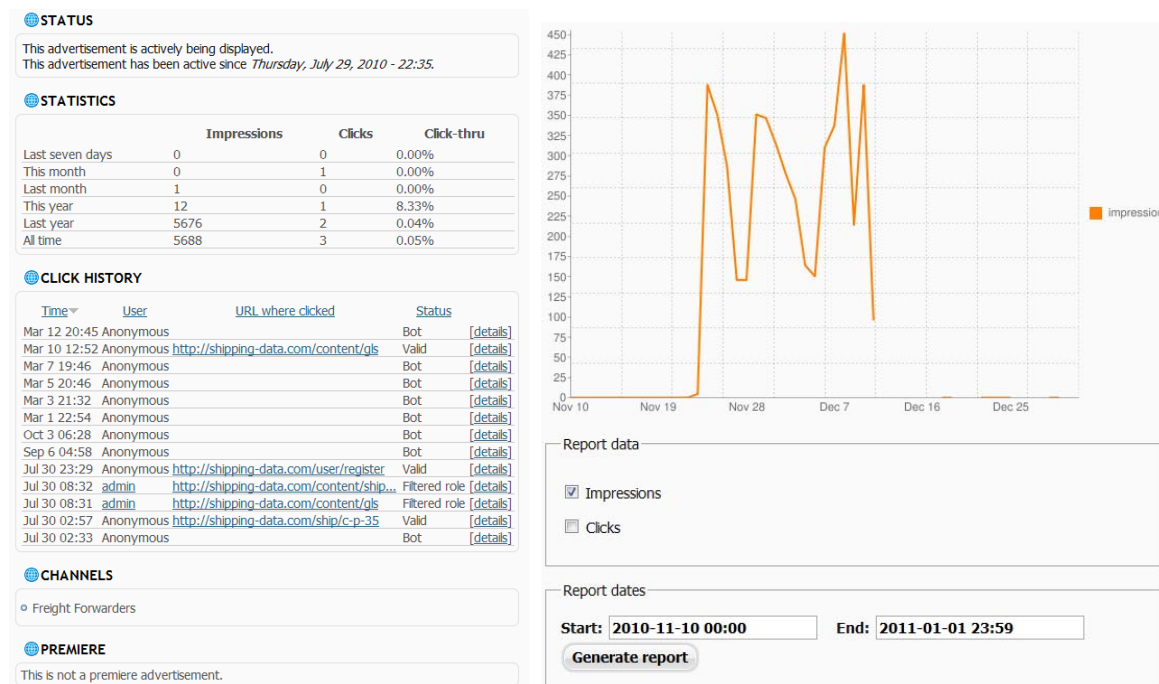 STATUS
This advertisement is actively being displayed.
This advertisement has been active since Thursday, July 29, 2010 - 22:35.
STATISTICS
Impressions Clicks Click-thru
Last seven days 0 0 0.00%
This month 0 1 0.00%
Last month 1 0 0.00%
This year 12 1 8.33%
Last year 5676 2 0.04%
All time 5688 3 0.05%
CLICK HISTORY
Time User URL where clicked Status
Mar 12 20:45 Anonymous Bot [details]
Mar 10 12:52 Anonymous http://shipping-data.com/content/gls Valid [details]
Mar 7 19:46 Anonymous Bot [details]
Mar 5 20:46 Anonymous Bot [details]
Mar 3 21:32 Anonymous Bot [details]
Mar 1 22:54 Anonymous Bot [details]
Oct 3 06:28 Anonymous Bot [details]
Sep 6 04:58 Anonymous Bot [details]
Jul 30 23:29 Anonymous http://shipping-data.com/user/register Valid [details]
Jul 30 08:32 admin http://shipping-data.com/content/ship... Filtered role [details]
Jul 30 08:31 admin http://shipping-data.com/content/gls Filtered role [details]
Jul 30 02:57 Anonymous http://shipping-data.com/ship/c-p-35 Valid [details]
Jul 30 02:33 Anonymous Bot [details]
CHANNELS
Freight Forwarders
PREMIERE
This is not a premiere advertisement.
450
425
400
375
350
325
300
275
250
225
200
175
150
125
100
75
50
25
0
Nov 10 Nov 19 Nov 28 Dec 7 Dec 16 Dec 25
impression
Report data
Impressions
Clicks
Report dates
Start: 2010-11-10 00:00 End: 2011-01-01 23:59
Generate report